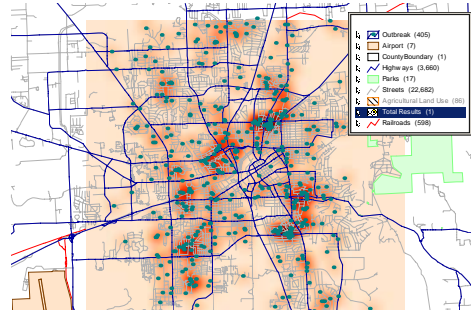 Outbreak (405)
Airport (7)
CountyBoundary (1)
Highways (3,660)
Parks (17)
Streets (22,682)
Agricultural Land Use (86)
Total Results (1)
Railroads (598)